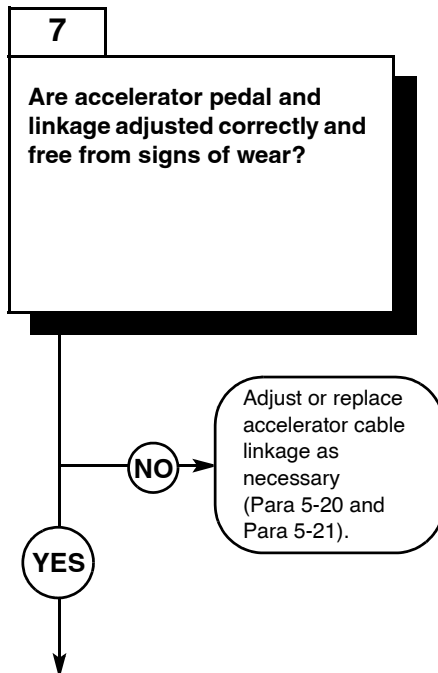 7
Are accelerator pedal and
linkage adjusted correctly and
free from signs of wear?
Adjust or replace
accelerator cable
linkage as
necessary
(Para 5-20 and
Para 5-21).
NO
YES